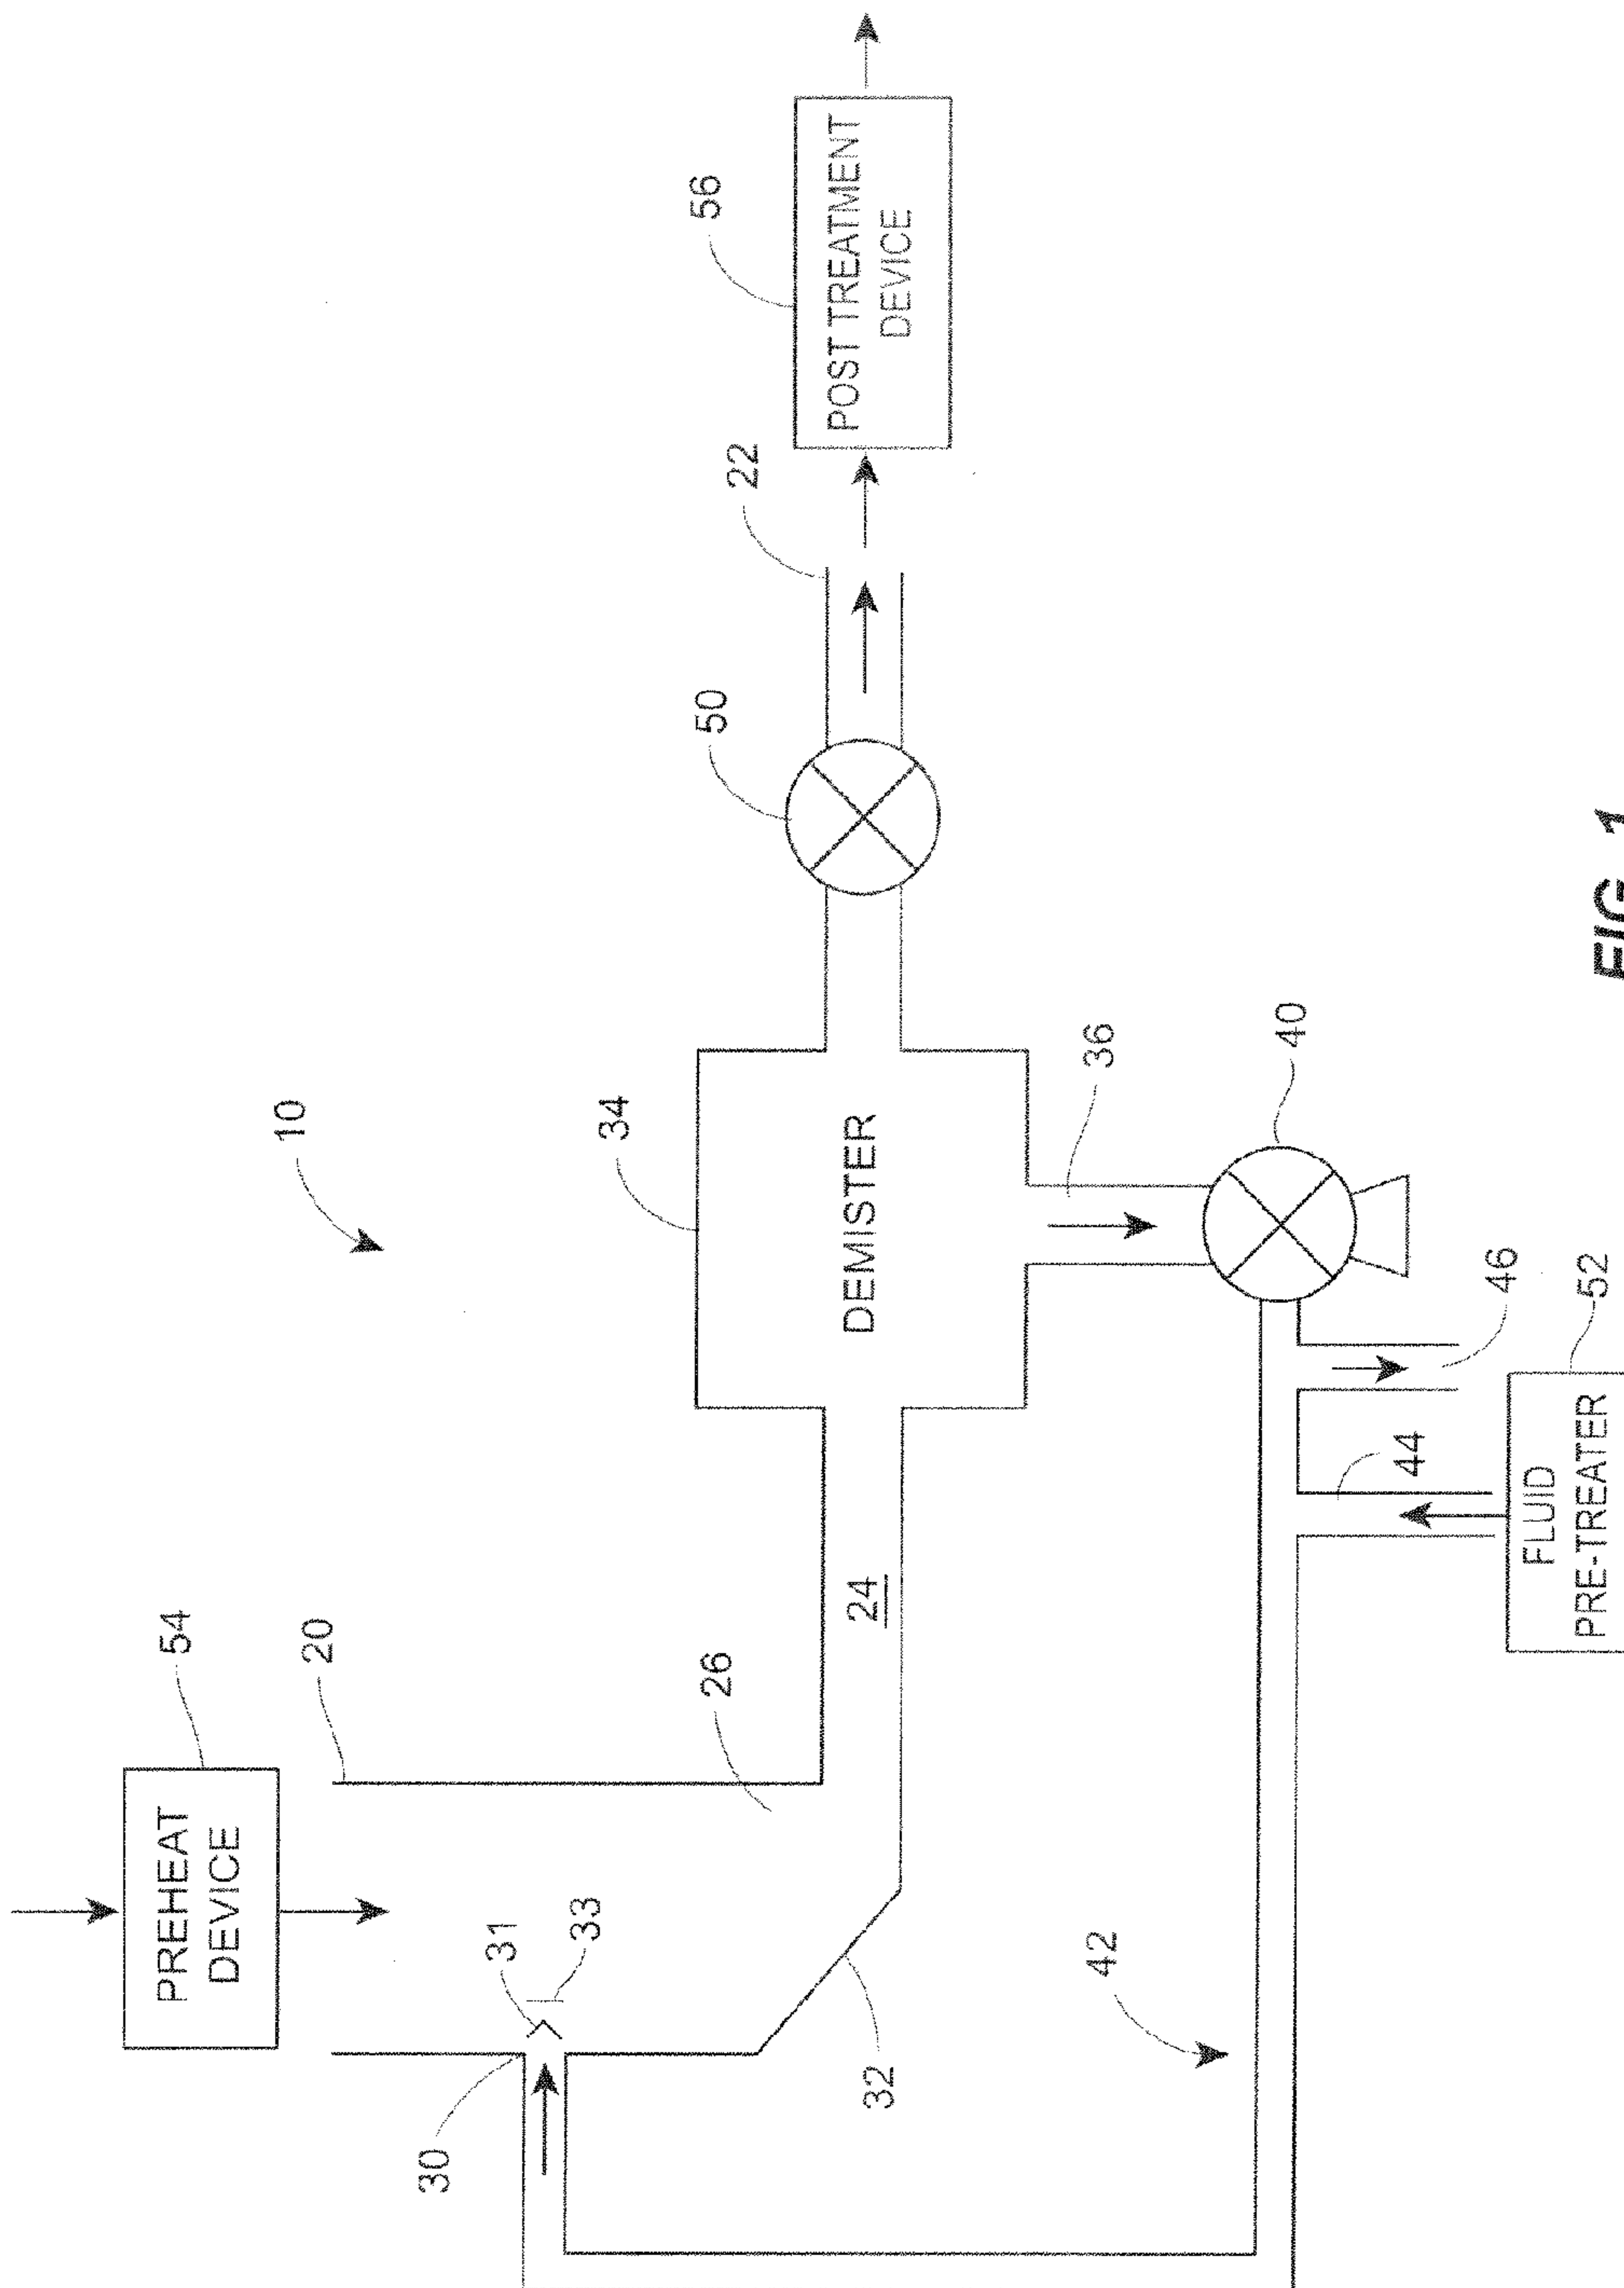 54
PREHEAT
DEVICE
20
10
31
33
30
26
34
50
22
56
POST TREATMENT
DEVICE
DEMISTER
24
32
36
42
40
44
46
52
FLUID
PRE-TREATER
FIG. 1